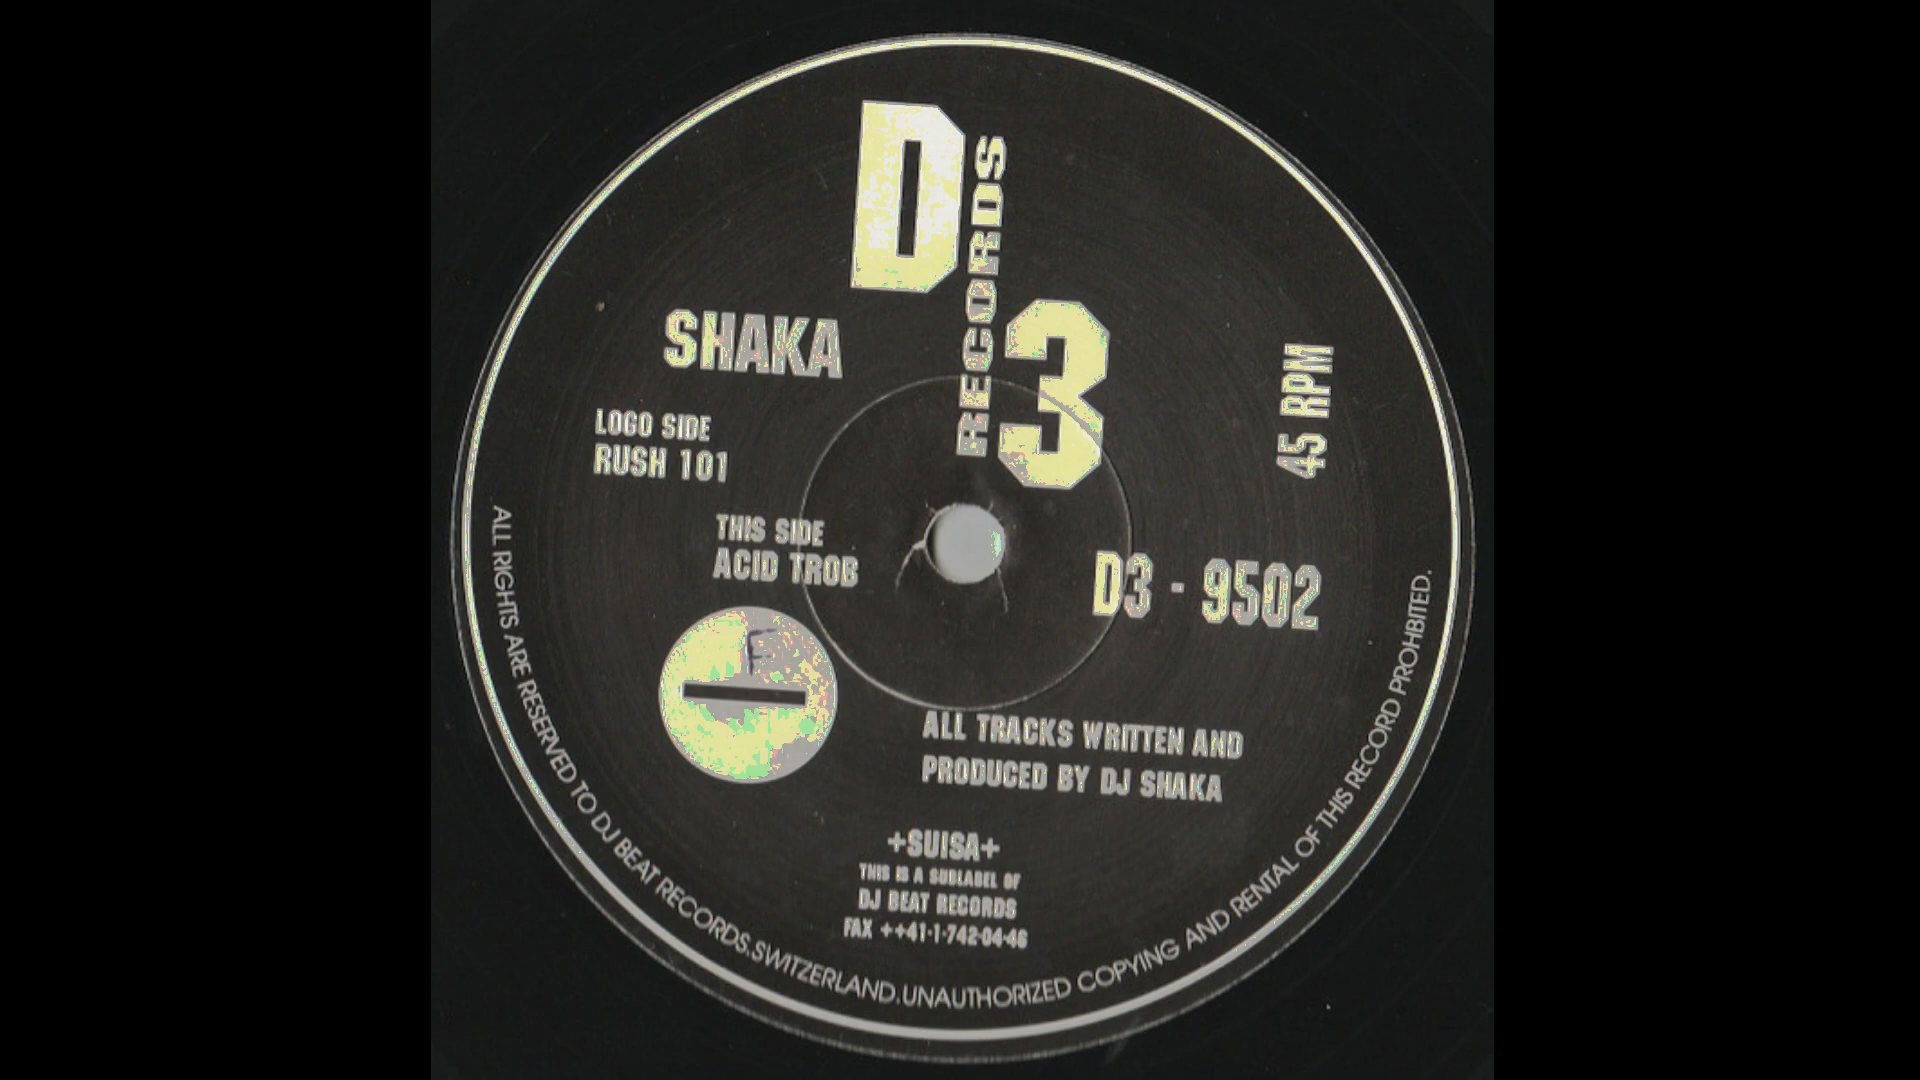 D
RECORDS
3
SHAKA
45 RPM
LOGO SIDE
RUSH 101
THIS SIDE
ACID TROB
D3 - 9502
ALL TRACKS WRITTEN AND
PRODUCED BY DJ SHAKA
+SUISA+
THIS IS A SUBLABEL OF
DJ BEAT RECORDS
FAX ++41-1-742-04-46
ALL RIGHTS ARE RESERVED TO DJ BEAT RECORDS.SWITZERLAND.UNAUTHORIZED COPYING AND RENTAL OF THIS RECORD PROHIBITED.